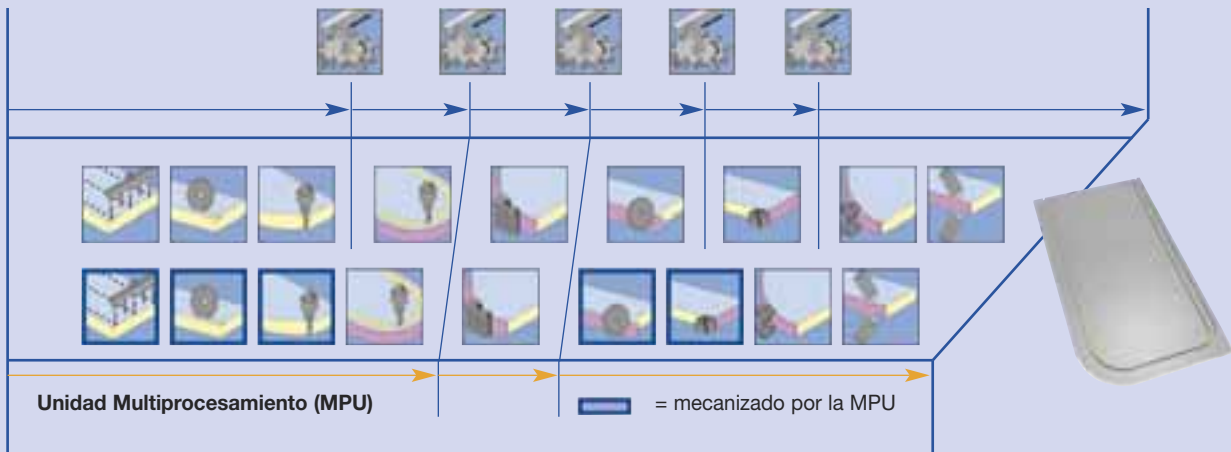 Unidad Multiprocesamiento (MPU)
= mecanizado por la MPU